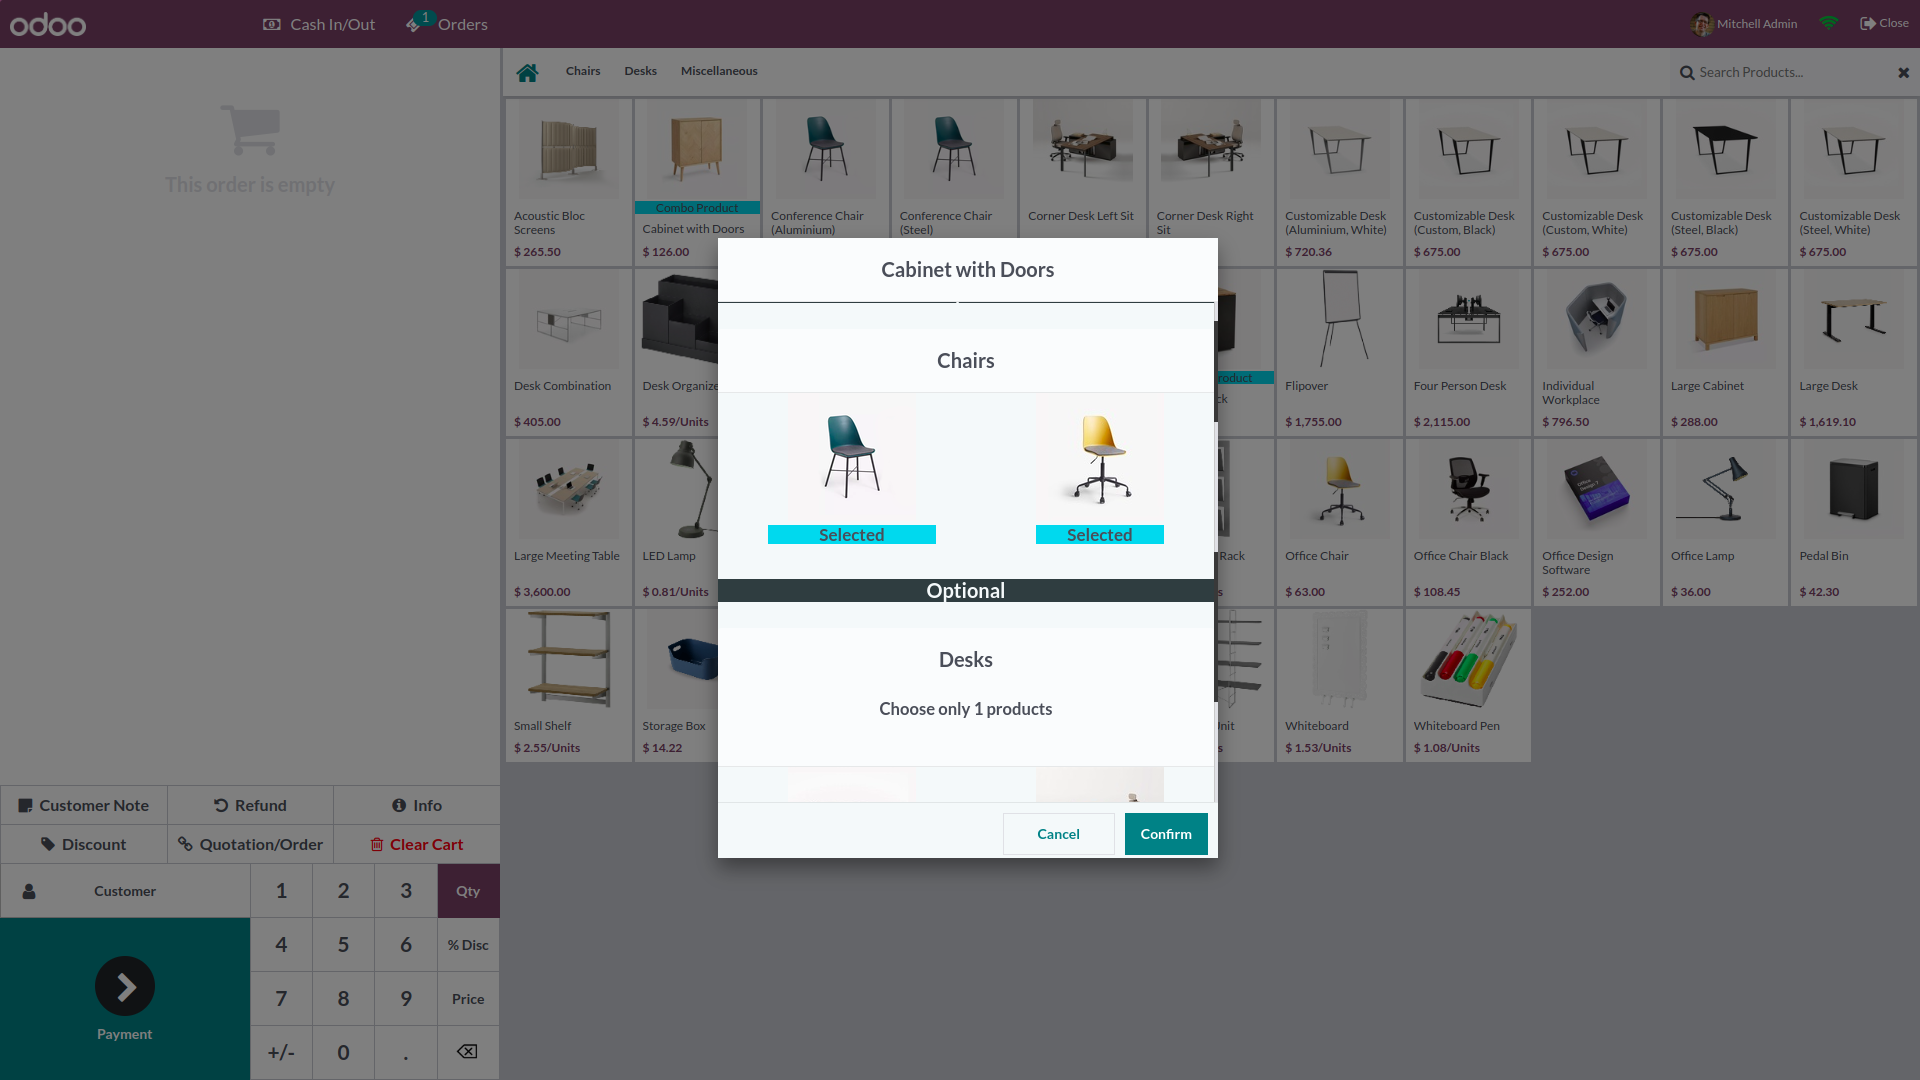 odoo
Cash In/Out
1
Orders
Mitchell Admin
Close
This order is empty
Chairs
Desks
Miscellaneous
Search Products...
Acoustic Bloc
Screens
$ 265.50
Combo Product
Cabinet with Doors
$ 126.00
Conference Chair
(Aluminium)
Conference Chair
(Steel)
Corner Desk Left Sit
Corner Desk Right
Sit
Customizable Desk
(Aluminium, White)
$ 720.36
Customizable Desk
(Custom, Black)
$ 675.00
Customizable Desk
(Custom, White)
$ 675.00
Customizable Desk
(Steel, Black)
$ 675.00
Customizable Desk
(Steel, White)
$ 675.00
Desk Combination
$ 405.00
Desk Organize
$ 4.59/Units
roduct
ck
Flipover
$ 1,755.00
Four Person Desk
$ 2,115.00
Individual
Workplace
$ 796.50
Large Cabinet
$ 288.00
Large Desk
$ 1,619.10
Large Meeting Table
$ 3,600.00
LED Lamp
$ 0.81/Units
Rack
s
Office Chair
$ 63.00
Office Chair Black
$ 108.45
Office Design
Software
$ 252.00
Office Lamp
$ 36.00
Pedal Bin
$ 42.30
Small Shelf
$ 2.55/Units
Storage Box
$ 14.22
Unit
s
Whiteboard
$ 1.53/Units
Whiteboard Pen
$ 1.08/Units
Cabinet with Doors
Chairs
Selected
Selected
Optional
Desks
Choose only 1 products
Cancel
Confirm
Customer Note
Refund
Info
Discount
Quotation/Order
Clear Cart
Customer
1
2
3
Qty
4
5
6
% Disc
7
8
9
Price
Payment
+/-
0
.